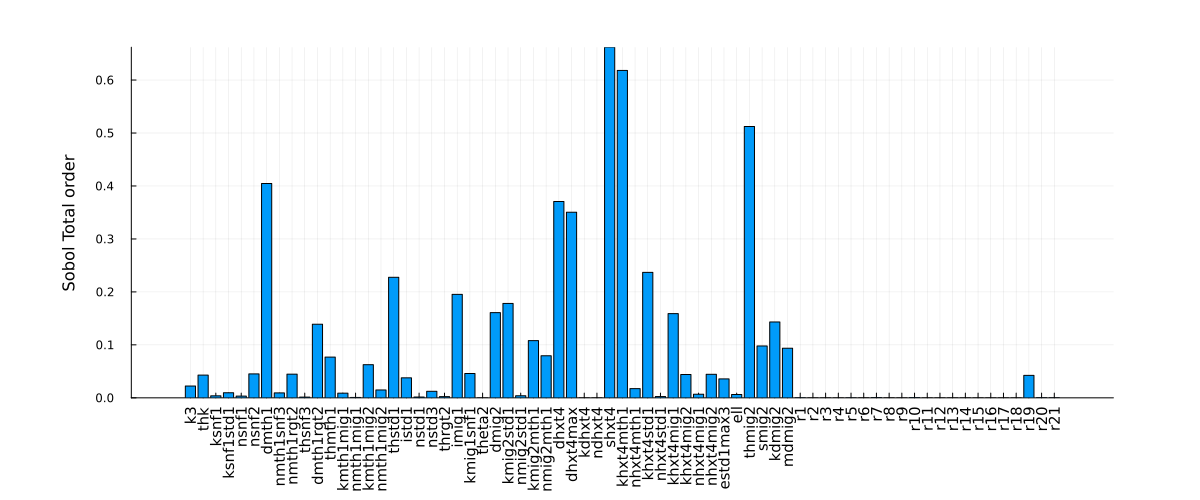 Sobol Total order
0.6
0.5
0.4
0.3
0.2
0.1
0.0
k3
thk
ksnf1
ksnf1std1
nsnf1
nsnf2
dmth1
nmth1snf3
nmth1rgt2
thsnf3
dmth1rgt2
thmth1
kmth1mig1
nmth1mig1
kmth1mig2
nmth1mig2
thstd1
istd1
nstd1
nstd3
thrgt2
imig1
kmig1snf1
theta2
dmig2
kmig2std1
nmig2std1
kmig2mth1
nmig2mth1
dhxt4
dhxt4max
kdhxt4
ndhxt4
shxt4
khxt4mth1
nhxt4mth1
khxt4std1
nhxt4std1
khxt4mig1
khxt4mig2
nhxt4mig1
nhxt4mig2
estd1max3
ell
thmig2
smig2
kdmig2
mdmig2
r1
r2
r3
r4
r5
r6
r7
r8
r9
r10
r11
r12
r13
r14
r15
r16
r17
r18
r19
r20
r21